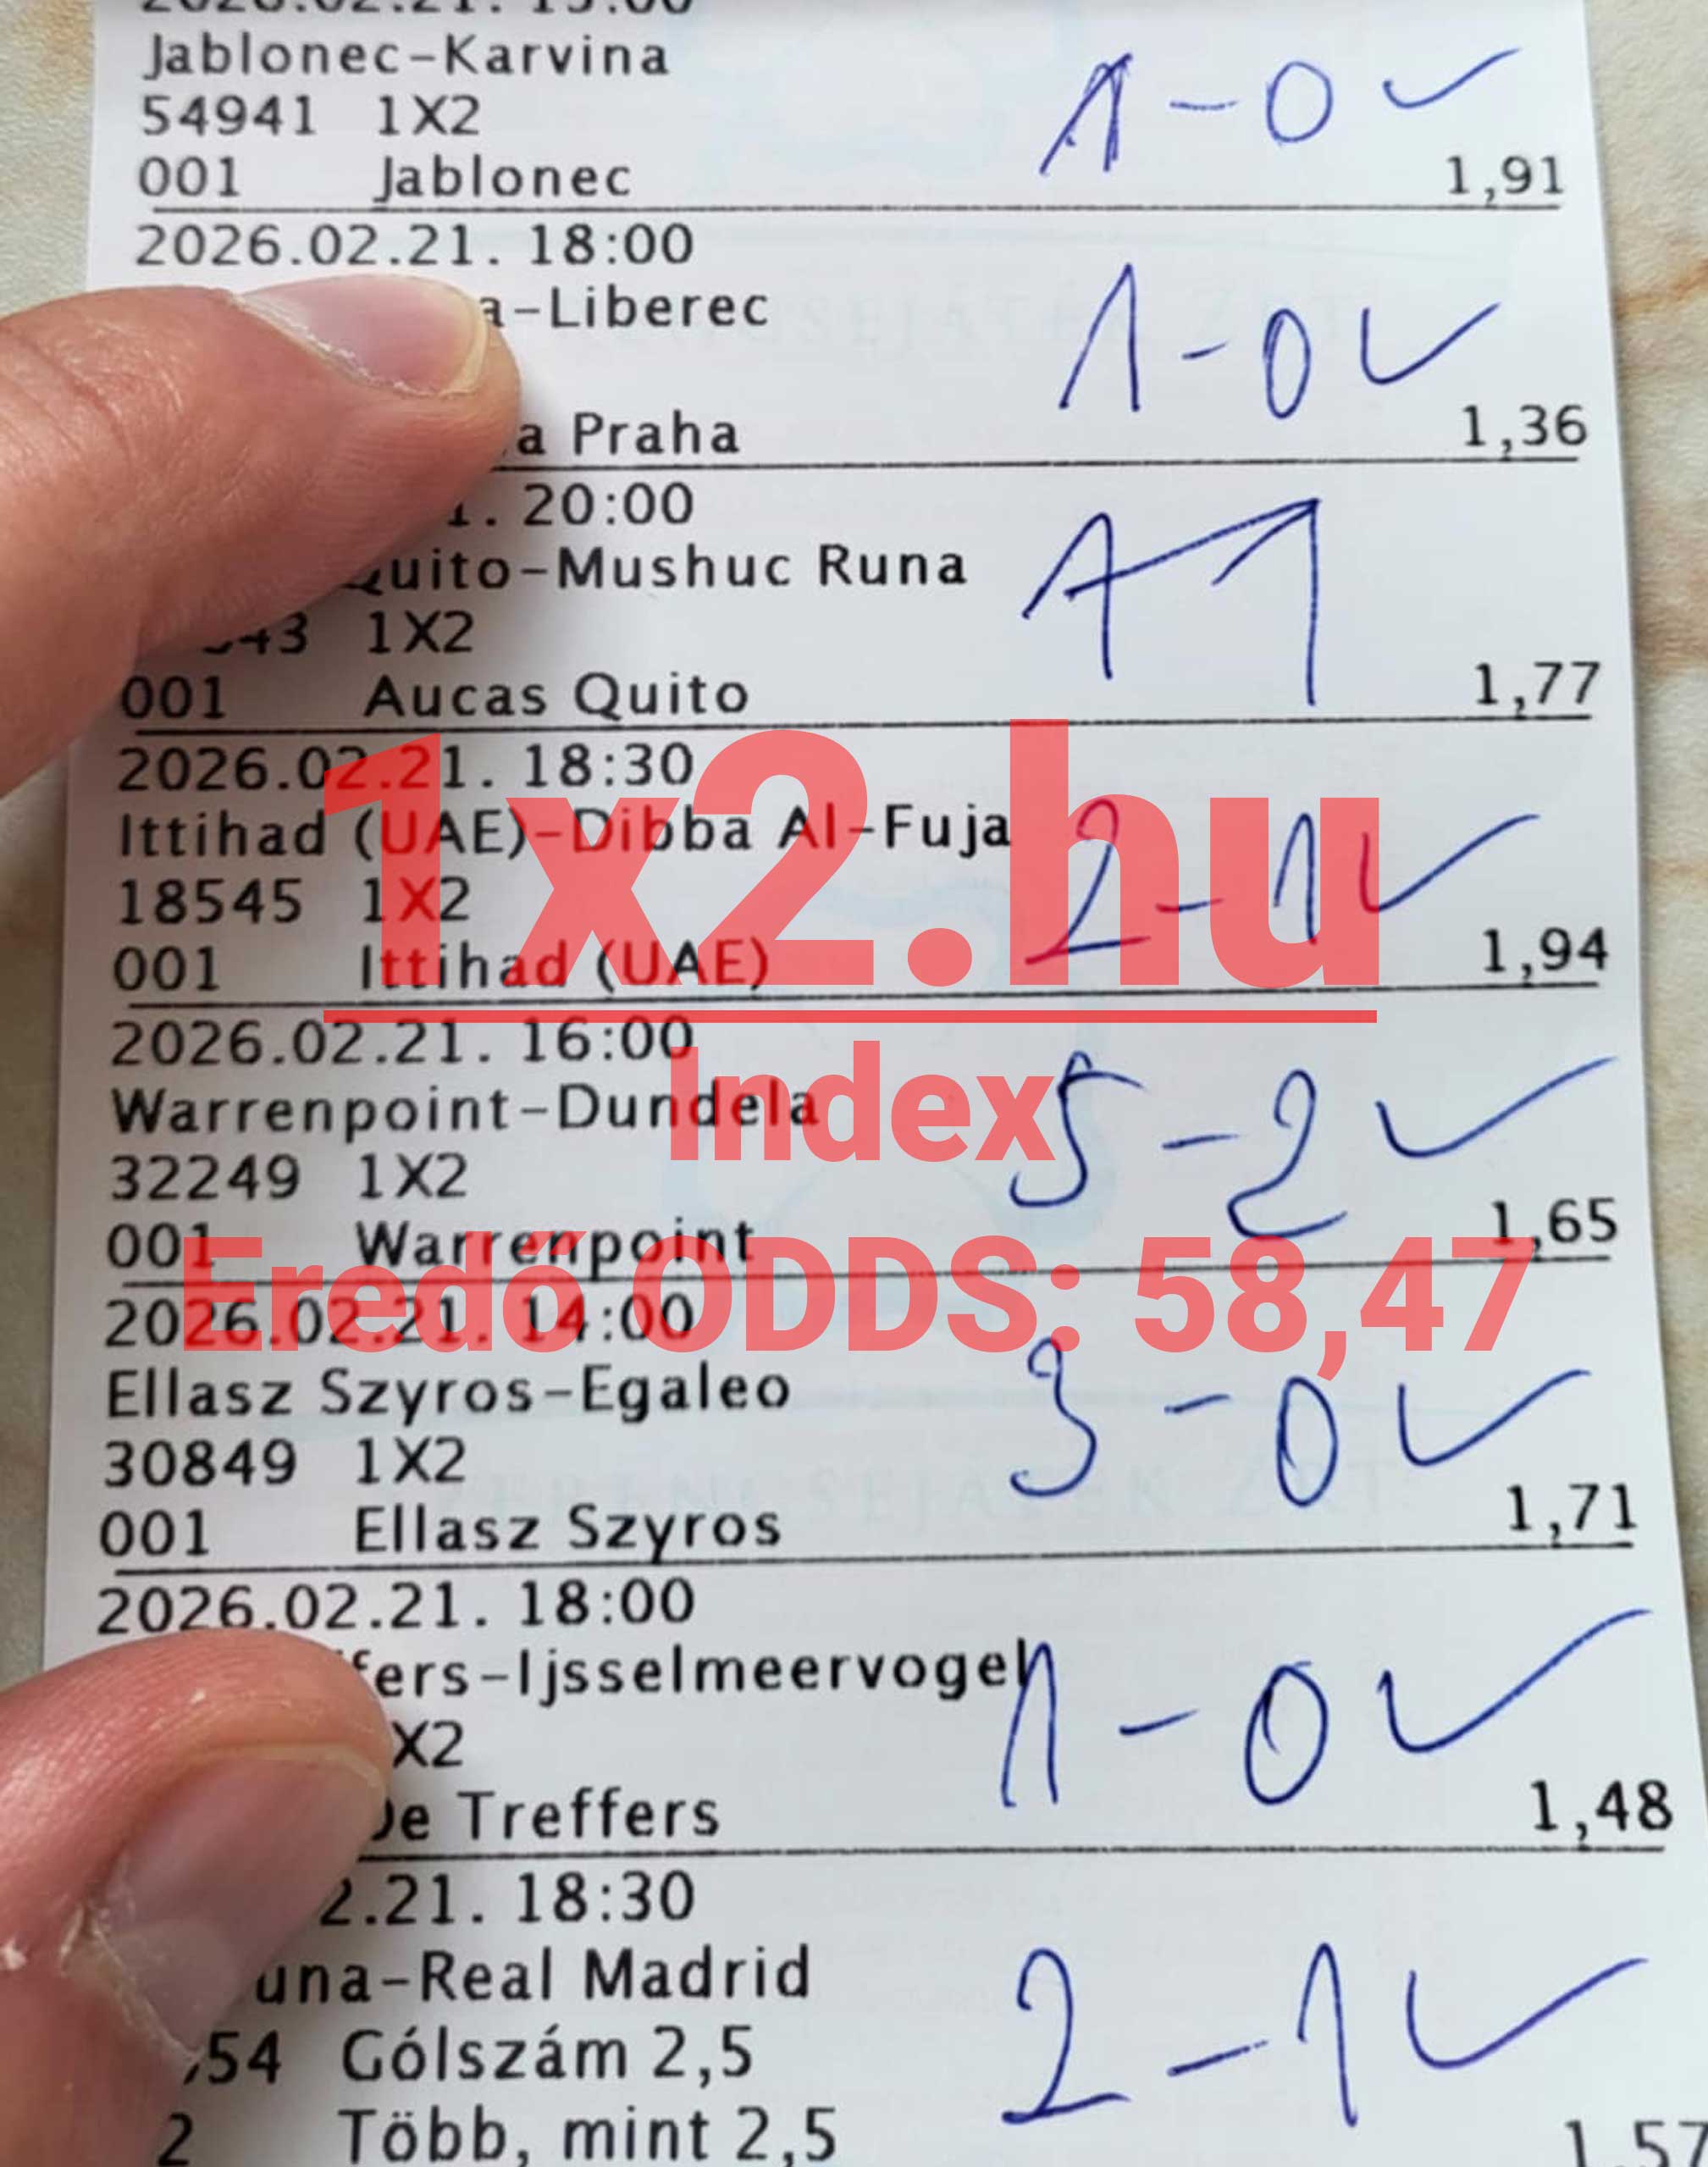 Jablonec-Karvina
54941 1X2
1-0
001 Jablonec 1,91
2026.02.21. 18:00
-Liberec
1-0
Praha 1,36
20:00
Quito-Mushuc Runa
1X2
001 Aucas Quito 1,77
2026.02.21. 18:30
1x2.hu
Ittihad (UAE)-Dibba Al-Fuja
2-1
18545 1X2
001 Ittihad (UAE) 1,94
2026.02.21. 16:00
Index
Warrenpoint-Dundela
5-2
32249 1X2
001 Warrenpoint 1,65
Eredő ODDS: 58,47
2026.02.21. 14:00
Ellasz Szyros-Egaleo
3-0
30849 1X2
001 Ellasz Szyros 1,71
2026.02.21. 18:00
-Ijsselmeervogel
1-0
X2
De Treffers 1,48
2.21. 18:30
-Real Madrid
2-1
54 Gólszám 2,5
2 Több, mint 2,5 1,57